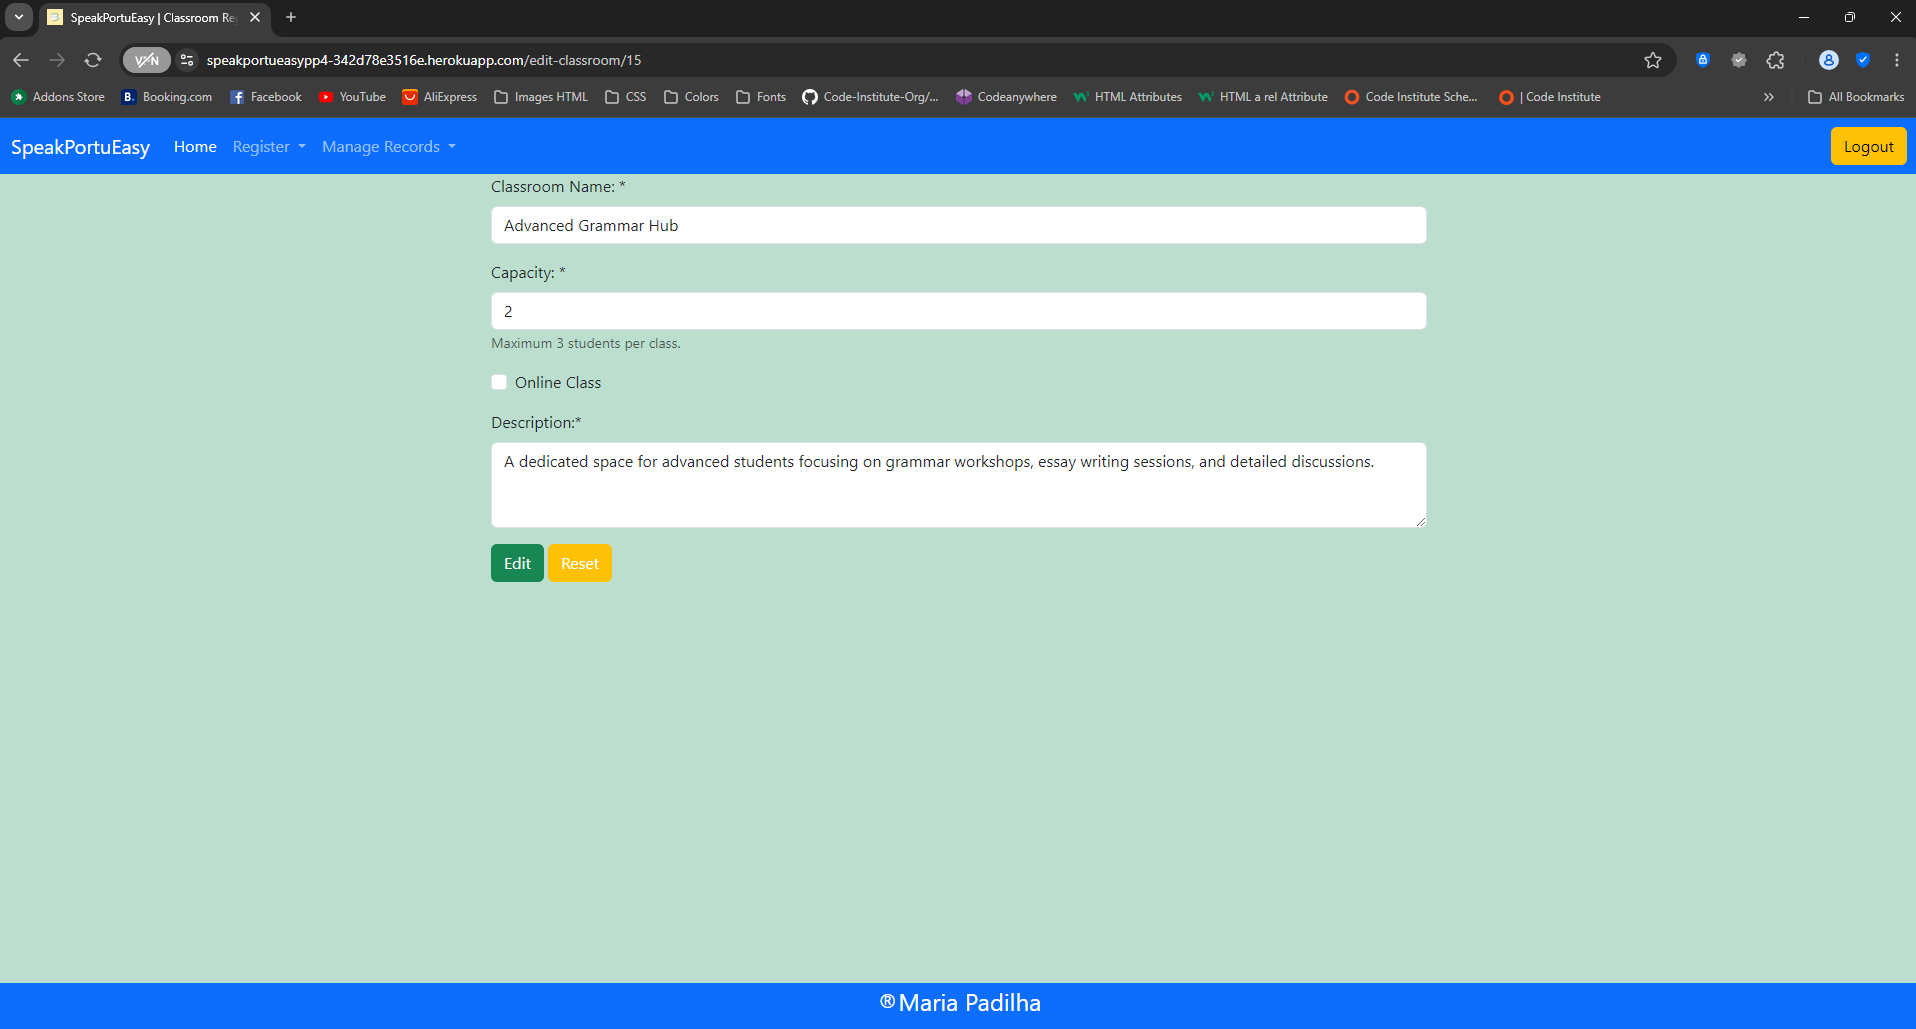 SpeakPortuEasy | Classroom Re
speakportueasypp4-342d78e3516e.herokuapp.com/edit-classroom/15
Addons Store Booking.com Facebook YouTube AliExpress Images HTML CSS Colors Fonts Code-Institute-Org/... Codeanywhere HTML Attributes HTML a rel Attribute Code Institute Sche... | Code Institute » All Bookmarks
SpeakPortuEasy Home Register Manage Records Logout
Classroom Name: *
Advanced Grammar Hub
Capacity: *
2
Maximum 3 students per class.
Online Class
Description:*
A dedicated space for advanced students focusing on grammar workshops, essay writing sessions, and detailed discussions.
Edit Reset
®Maria Padilha